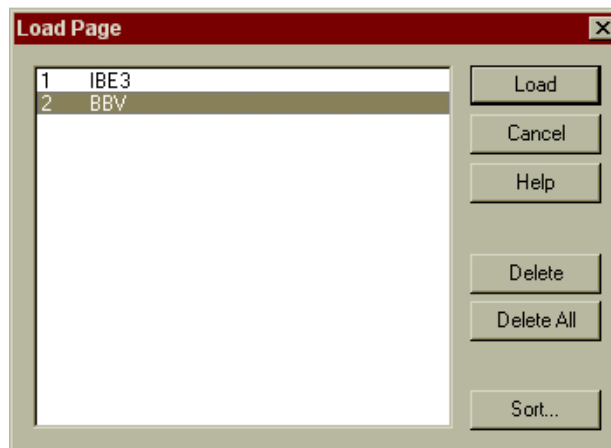 Load Page
1 IBE3
2 BBV
Load
Cancel
Help
Delete
Delete All
Sort...